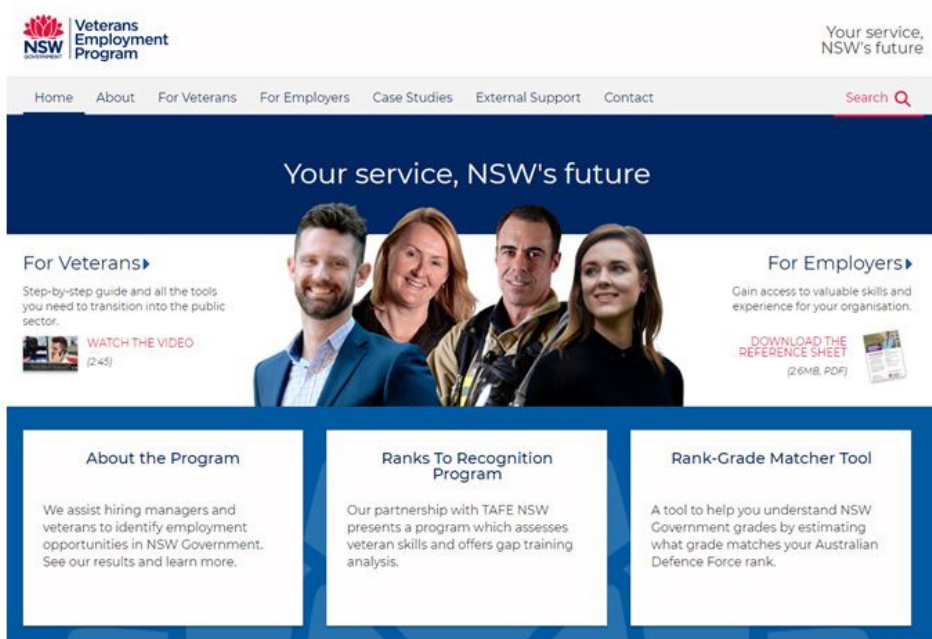 NSW
GOVERNMENT
Veterans
Employment
Program
Your service,
NSW's future
Home About For Veterans For Employers Case Studies External Support Contact Search
Your service, NSW's future
For Veterans
Step-by-step guide and all the tools
you need to transition into the public
sector.
WATCH THE VIDEO
(2:45)
For Employers
Gain access to valuable skills and
experience for your organisation.
DOWNLOAD THE
REFERENCE SHEET
(2.6MB, PDF)
About the Program
We assist hiring managers and
veterans to identify employment
opportunities in NSW Government.
See our results and learn more.
Ranks To Recognition
Program
Our partnership with TAFE NSW
presents a program which assesses
veteran skills and offers gap training
analysis.
Rank-Grade Matcher Tool
A tool to help you understand NSW
Government grades by estimating
what grade matches your Australian
Defence Force rank.